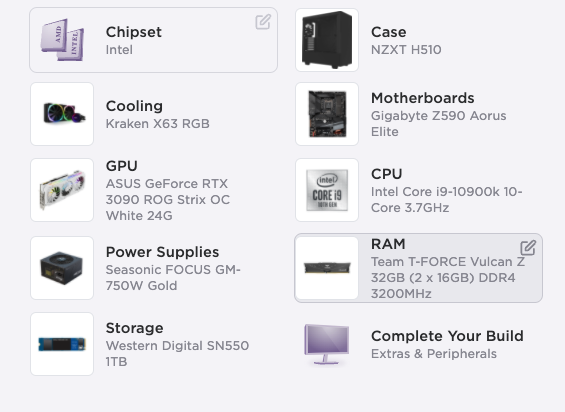 AMD
INTEL
Chipset
Intel
Case
NZXT H510
Cooling
Kraken X63 RGB
Motherboards
Gigabyte Z590 Aorus
Elite
GPU
ASUS GeForce RTX
3090 ROG Strix OC
White 24G
CPU
Intel Core i9-10900k 10-
Core 3.7GHz
intel
CORE i9
10TH GEN
Power Supplies
Seasonic FOCUS GM-
750W Gold
RAM
Team T-FORCE Vulcan Z
32GB (2 x 16GB) DDR4
3200MHz
Storage
Western Digital SN550
1TB
Complete Your Build
Extras & Peripherals